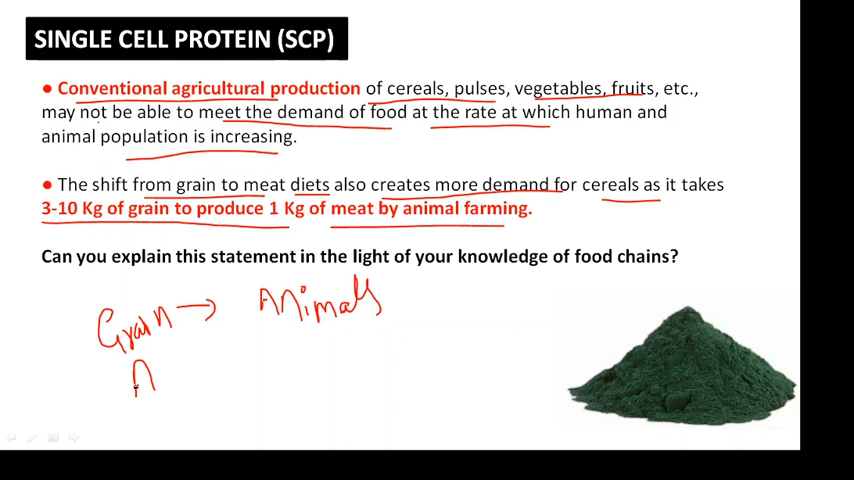 SINGLE CELL PROTEIN (SCP)
● Conventional agricultural production of cereals, pulses, vegetables, fruits, etc.,
may not be able to meet the demand of food at the rate at which human and
animal population is increasing.
● The shift from grain to meat diets also creates more demand for cereals as it takes
3-10 Kg of grain to produce 1 Kg of meat by animal farming.
Can you explain this statement in the light of your knowledge of food chains?
Grain → Animals